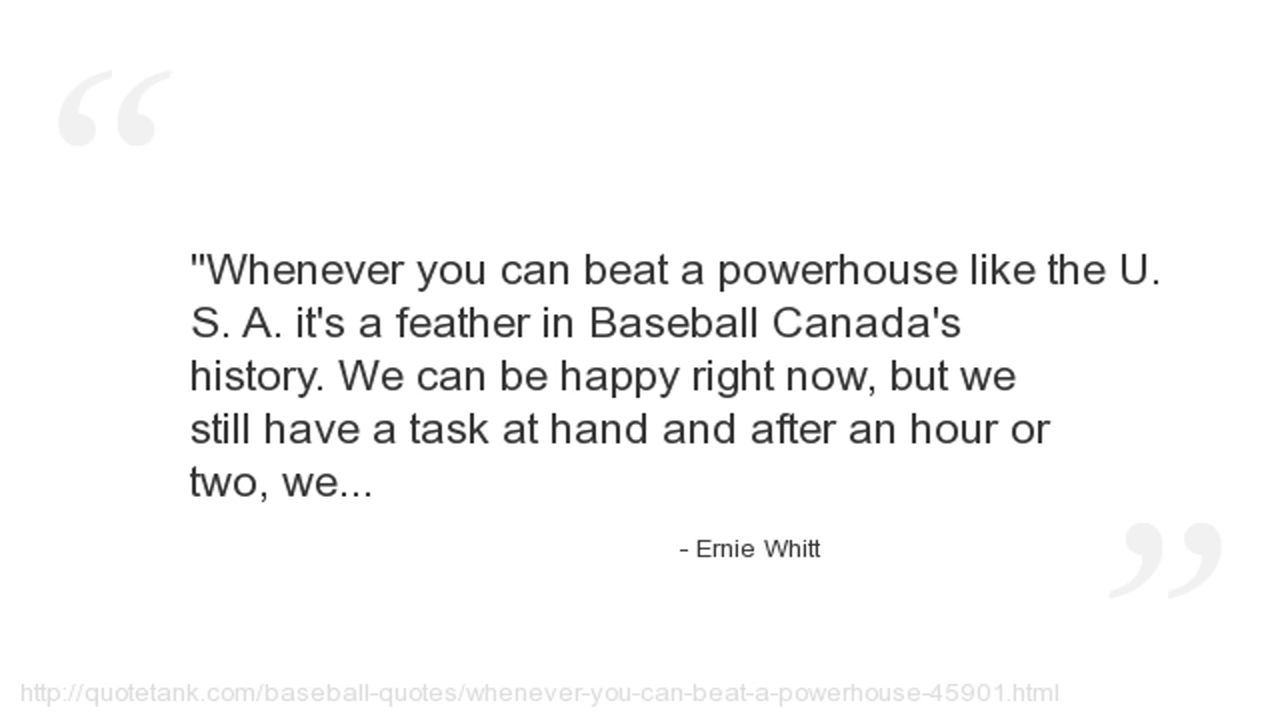 "Whenever you can beat a powerhouse like the U.
S. A. it's a feather in Baseball Canada's
history. We can be happy right now, but we
still have a task at hand and after an hour or
two, we...
- Ernie Whitt
http://quotetank.com/baseball-quotes/whenever-you-can-beat-a-powerhouse-45901.html